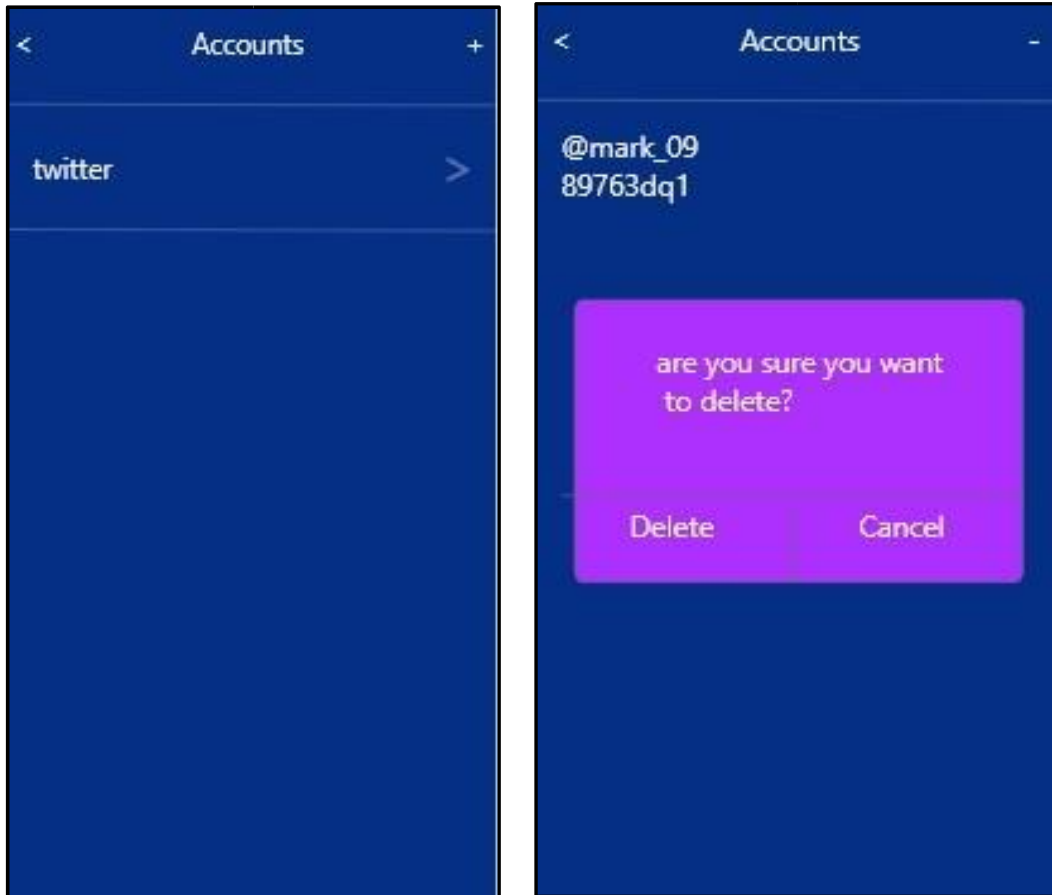 < Accounts +
twitter >
< Accounts -
@mark_09
89763dq1
are you sure you want
to delete?
Delete Cancel